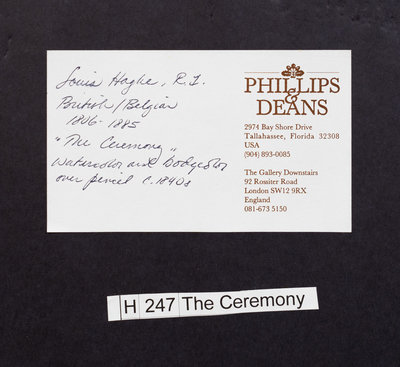 Louis Haghe, R.I.
British/Belgian
1806-1885
"The Ceremony"
Watercolor and bodycolor
over pencil c.1840s
PHILLIPS
&
DEANS
2974 Bay Shore Drive
Tallahassee, Florida 32308
USA
(904) 893-0085
The Gallery Downstairs
92 Rossiter Road
London SW12 9RX
England
081-673 5150
H 247 The Ceremony